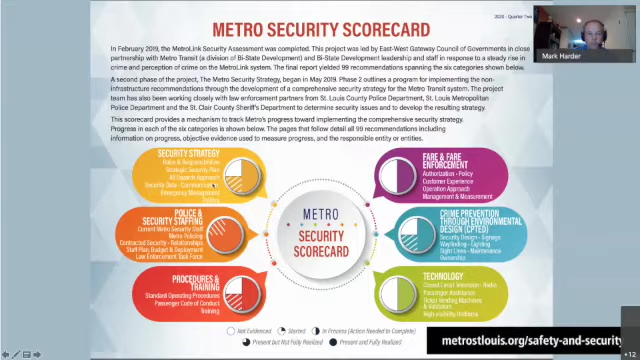 2020 - Quarter Two
METRO SECURITY SCORECARD
In February 2019, the MetroLink Security Assessment was completed. This project was led by East-West Gateway Council of Governments in close
partnership with Metro Transit (a division of Bi-State Development) and Bi-State Development leadership and staff in response to a steady rise in
crime and perception of crime on the MetroLink system. The final report yielded 99 recommendations spanning the six categories shown below.
A second phase of the project, The Metro Security Strategy, began in May 2019. Phase 2 outlines a program for implementing the non-
infrastructure recommendations through the development of a comprehensive security strategy for the Metro Transit system. The project
team has also been working closely with law enforcement partners from St. Louis County Police Department, St. Louis Metropolitan
Police Department and the St. Clair County Sheriff's Department to determine security issues and to develop the resulting strategy.
This scorecard provides a mechanism to track Metro's progress toward implementing the comprehensive security strategy.
Progress in each of the six categories is shown below. The pages that follow detail all 99 recommendations including
information on progress, objective evidence used to measure progress, and the responsible entity or entities.
Mark Harder
SECURITY STRATEGY
Roles & Responsibilities
Strategic Security Plan
All Hazards Approach
Security Data - Communication
Emergency Management
POLICE &
SECURITY STAFFING
Current Metro Security Staff
Metro Policing
Contracted Security - Relationships
Staff Plan, Budget & Deployment
Law Enforcement Task Force
PROCEDURES &
TRAINING
Standard Operating Procedures
Passenger Code of Conduct
Training
METRO
SECURITY
SCORECARD
FARE & FARE
ENFORCEMENT
Authorization - Policy
Customer Experience
Operation Approach
Management & Measurement
CRIME PREVENTION
THROUGH ENVIRONMENTAL
DESIGN (CPTED)
Security Design - Signage
Wayfinding - Lighting
Sight Lines - Maintenance
Ownership
TECHNOLOGY
Closed Circuit Television - Radio
Passenger Assistance
Ticket Vending Machines
& Validators
High visibility Uniforms
Not Evidenced Started In Process (Action Needed to Complete)
Present but Not Fully Realized Present and Fully Realized
metrostlouis.org/safety-and-security
+12